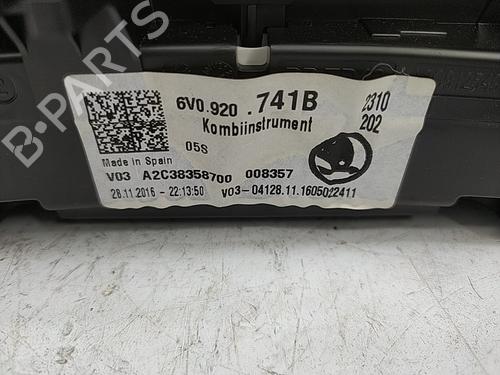 6V0.920 .741B 2310
Kombiinstrument 202
05S
Made in Spain
V03 A2C38358700 008357
28.11.2016 - 22:13:50 V03-04128.11.1605022411